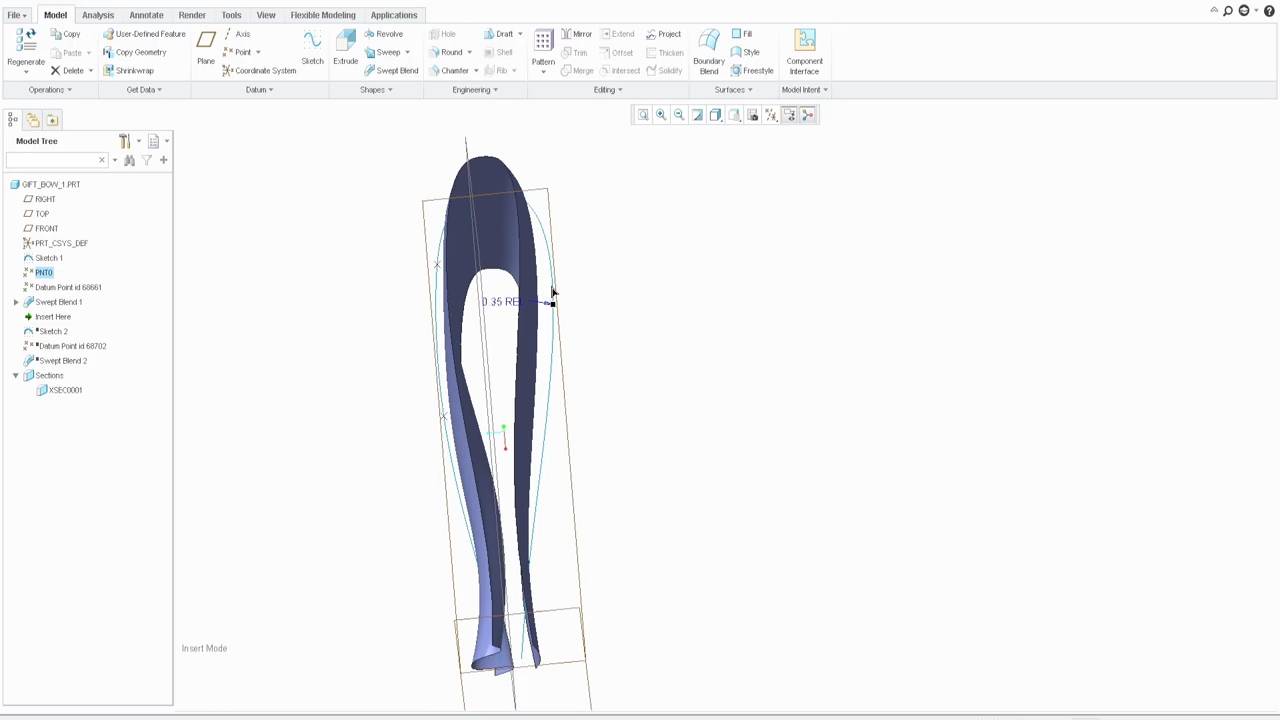 File
Model
Analysis
Annotate
Render
Tools
View
Flexible Modeling
Applications
Regenerate
Copy
Paste
Delete
Operations
User-Defined Feature
Copy Geometry
Shrinkwrap
Get Data
Plane
Axis
Point
Coordinate System
Sketch
Datum
Extrude
Revolve
Sweep
Swept Blend
Shapes
Hole
Round
Chamfer
Draft
Shell
Rib
Engineering
Pattern
Mirror
Trim
Merge
Extend
Offset
Intersect
Project
Thicken
Solidify
Editing
Boundary
Blend
Fill
Style
Freestyle
Surfaces
Component
Interface
Model Intent
Model Tree
GIFT_BOW_1.PRT
RIGHT
TOP
FRONT
PRT_CSYS_DEF
Sketch 1
PNT0
Datum Point id 68661
Swept Blend 1
Insert Here
Sketch 2
Datum Point id 68702
Swept Blend 2
Sections
XSEC0001
Insert Mode